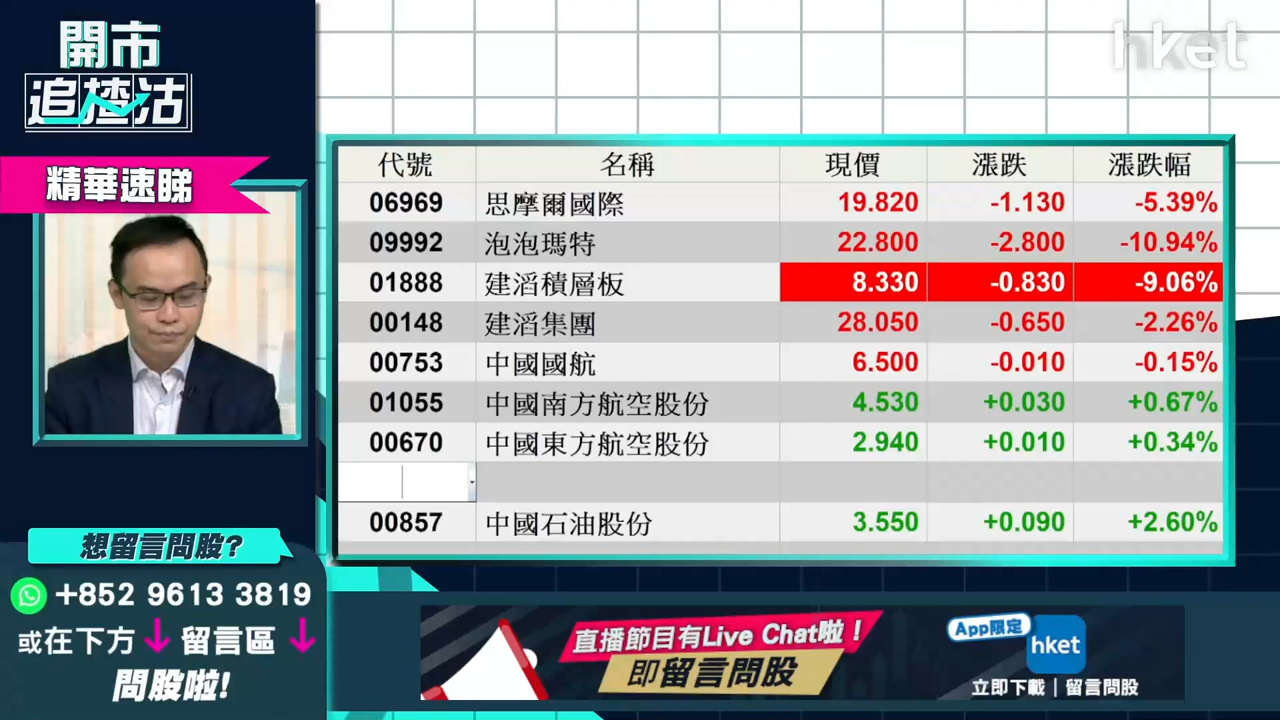 開市
追揸沽
精華速睇
hket
代號 名稱 現價 漲跌 漲跌幅
06969 思摩爾國際 19.820 -1.130 -5.39%
09992 泡泡瑪特 22.800 -2.800 -10.94%
01888 建滔積層板 8.330 -0.830 -9.06%
00148 建滔集團 28.050 -0.650 -2.26%
00753 中國國航 6.500 -0.010 -0.15%
01055 中國南方航空股份 4.530 +0.030 +0.67%
00670 中國東方航空股份 2.940 +0.010 +0.34%
00857 中國石油股份 3.550 +0.090 +2.60%
想留言問股?
+852 9613 3819
或在下方 留言區
問股啦!
直播節目有Live Chat啦!
即留言問股
App限定
hket
立即下載|留言問股